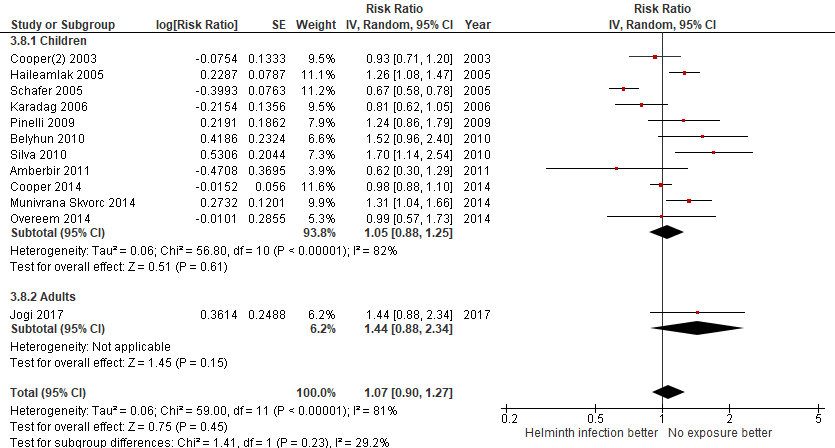 Risk Ratio Risk Ratio
Study or Subgroup log[Risk Ratio] SE Weight IV, Random, 95% CI Year IV, Random, 95% CI
3.8.1 Children
Cooper(2) 2003 -0.0754 0.1333 9.5% 0.93 [0.71, 1.20] 2003
Haileamlak 2005 0.2287 0.0787 11.1% 1.26 [1.08, 1.47] 2005
Schafer 2005 -0.3993 0.0763 11.2% 0.67 [0.58, 0.78] 2005
Karadag 2006 -0.2154 0.1356 9.4% 0.81 [0.62, 1.05] 2006
Pinelli 2009 0.2191 0.1862 7.8% 1.24 [0.86, 1.79] 2009
Belyhun 2010 0.4186 0.2324 6.6% 1.52 [0.96, 2.40] 2010
Silva 2010 0.5306 0.2044 7.3% 1.70 [1.14, 2.54] 2010
Amberbir 2011 -0.4708 0.3695 3.9% 0.62 [0.30, 1.29] 2011
Cooper 2014 -0.0152 0.056 11.6% 0.98 [0.88, 1.10] 2014
Munivrana Skvorc 2014 0.2732 0.1201 9.9% 1.31 [1.04, 1.66] 2014
Overeem 2014 -0.0101 0.2855 5.3% 0.99 [0.57, 1.73] 2014
Subtotal (95% CI) 93.8% 1.05 [0.88, 1.25]
Heterogeneity: Tau² = 0.06; Chi² = 56.80, df = 10 (P < 0.00001); I² = 82%
Test for overall effect: Z = 0.51 (P = 0.61)
3.8.2 Adults
Jogi 2017 0.3614 0.2488 6.2% 1.44 [0.88, 2.34] 2017
Subtotal (95% CI) 6.2% 1.44 [0.88, 2.34]
Heterogeneity: Not applicable
Test for overall effect: Z = 1.45 (P = 0.15)
Total (95% CI) 100.0% 1.07 [0.90, 1.27]
Heterogeneity: Tau² = 0.06; Chi² = 59.00, df = 11 (P < 0.00001); I² = 81%
Test for overall effect: Z = 0.75 (P = 0.45)
Test for subgroup differences: Chi² = 1.41, df = 1 (P = 0.23), I² = 29.2%
0.2 0.5 1 2 5
Helminth infection better No exposure better